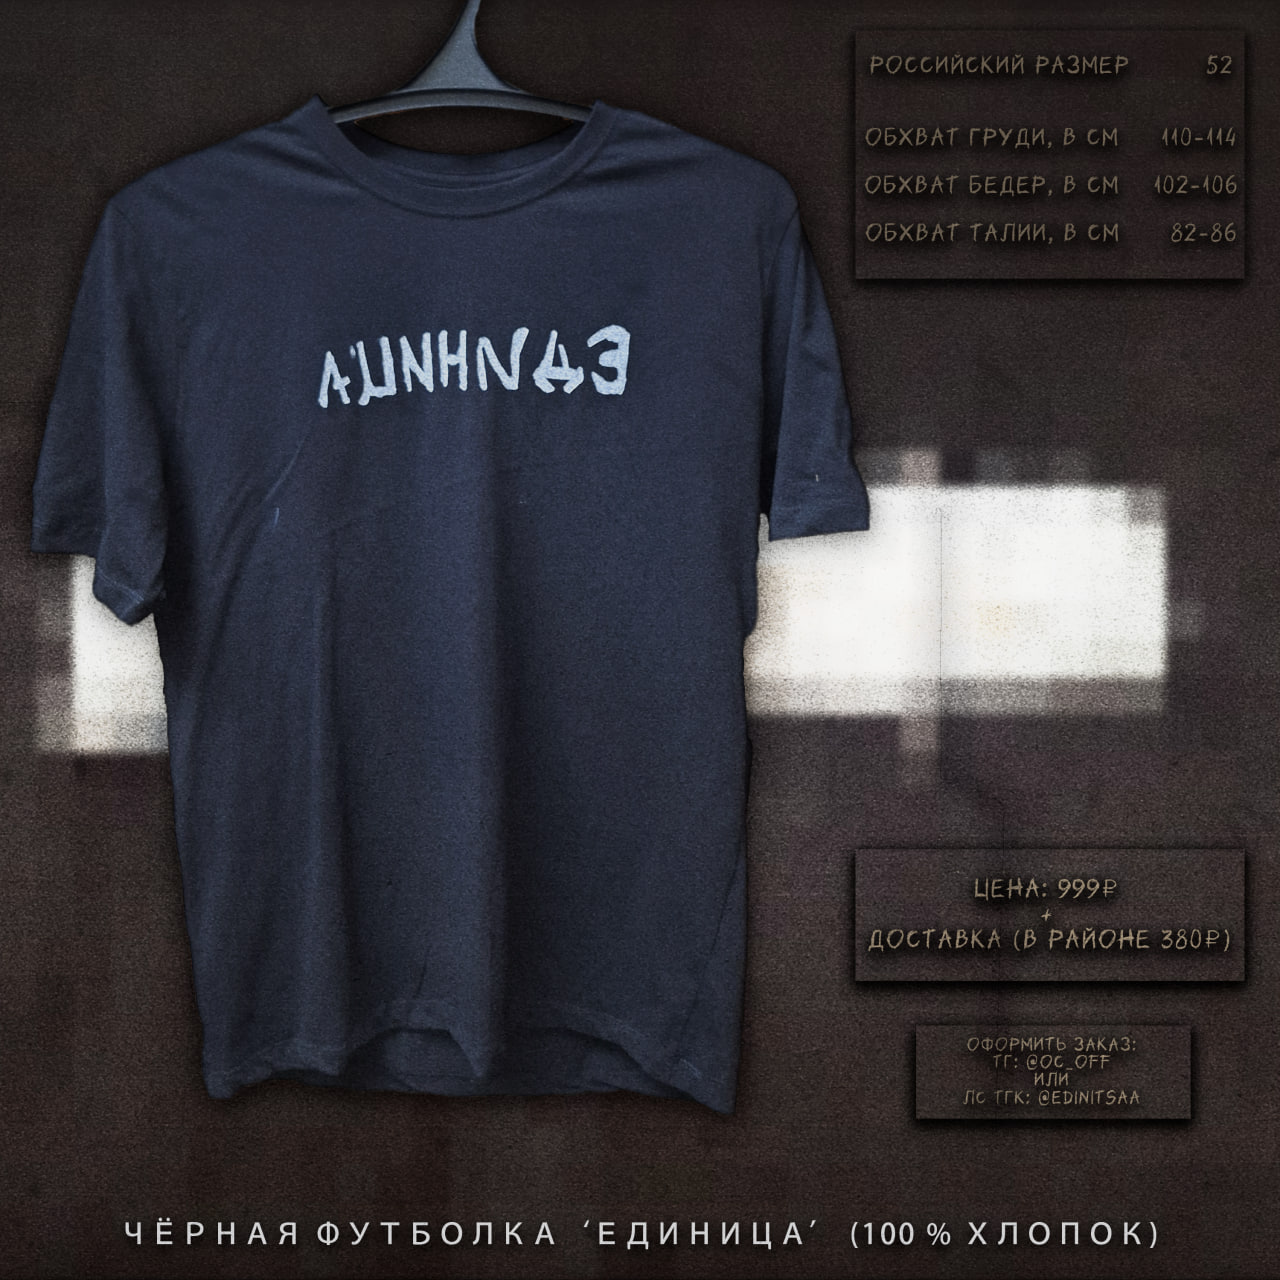 РОССИЙСКИЙ РАЗМЕР 52
ОБХВАТ ГРУДИ, В СМ 110-114
ОБХВАТ БЕДЕР, В СМ 102-106
ОБХВАТ ТАЛИИ, В СМ 82-86
АЦNНNДƎ
ЦЕНА: 999₽
+
ДОСТАВКА (В РАЙОНЕ 380₽)
ОФОРМИТЬ ЗАКАЗ:
ТГ: @OC_OFF
ИЛИ
ЛС ТГК: @EDINITSAA
ЧЁРНАЯ ФУТБОЛКА ‘ЕДИНИЦА’ (100 % ХЛОПОК)